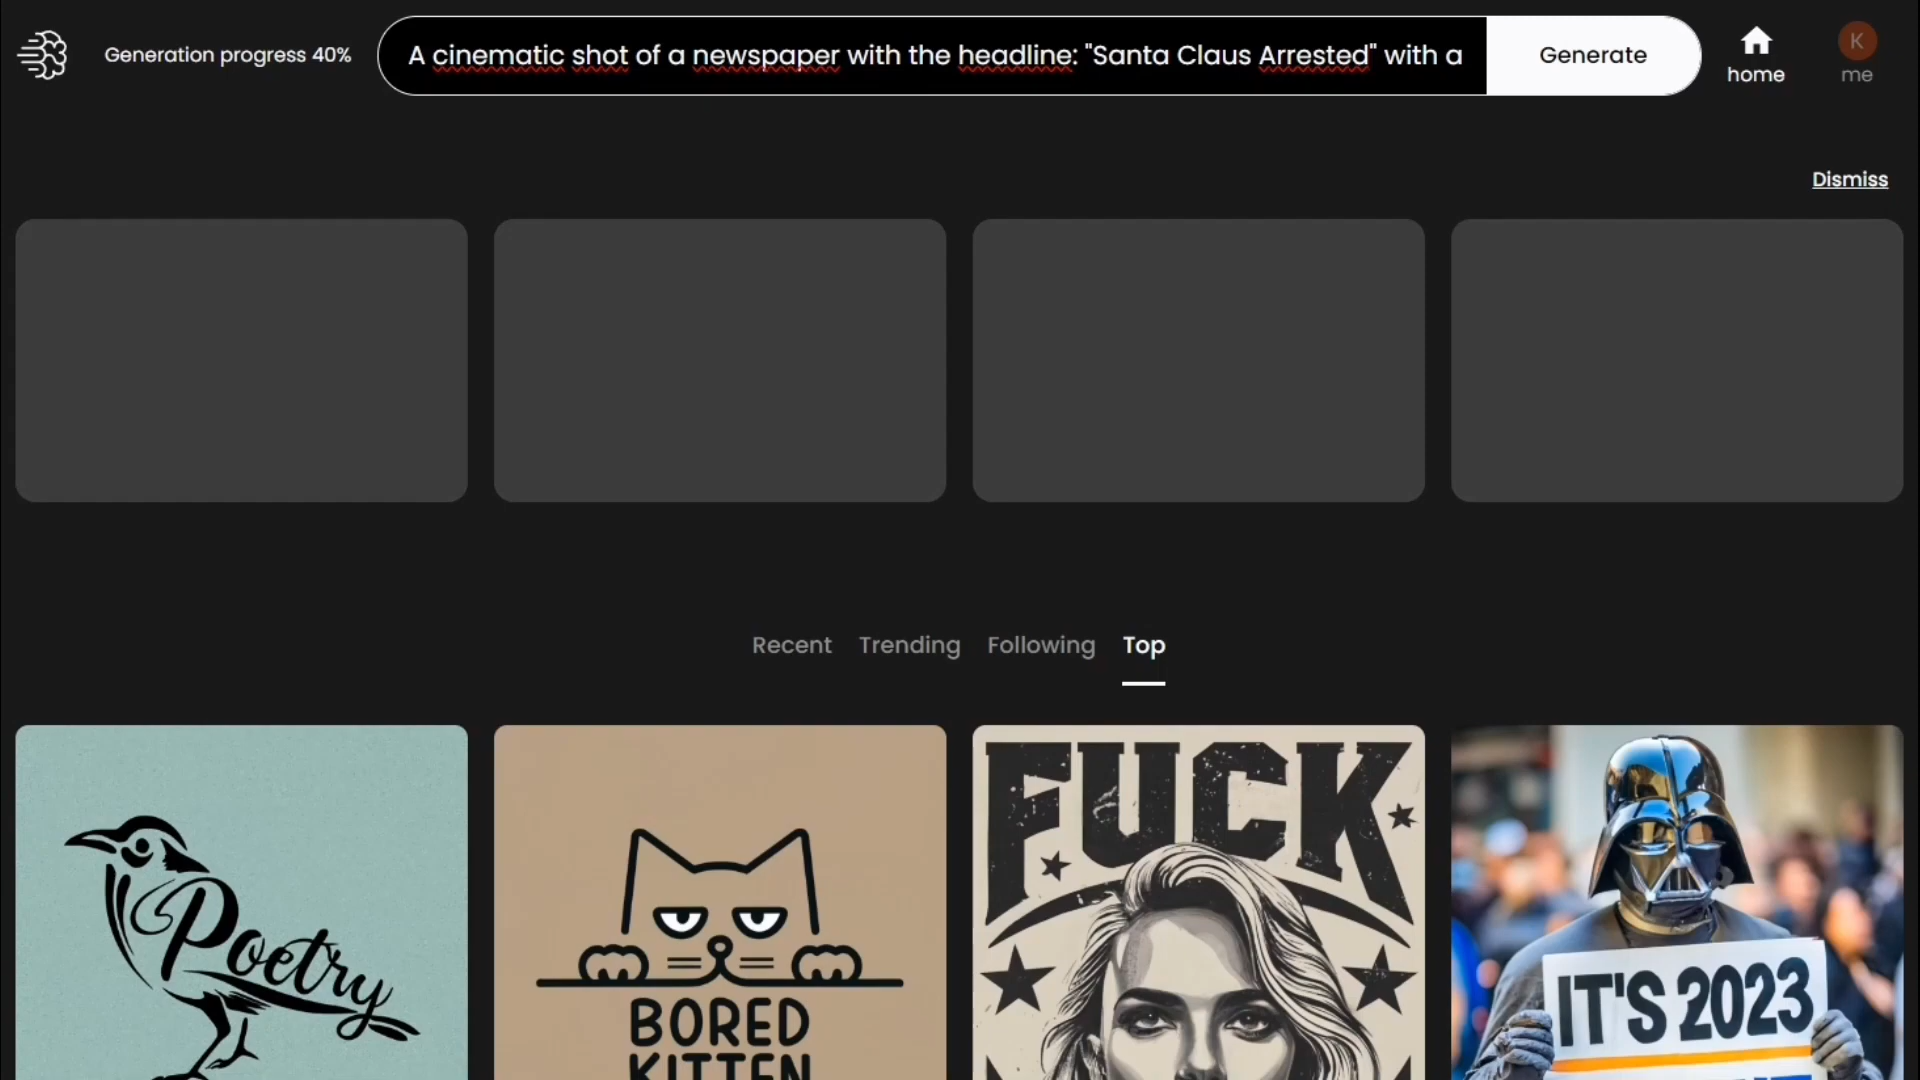 Generation progress 40%
A cinematic shot of a newspaper with the headline: "Santa Claus Arrested" with a
Generate
home
K
me
Dismiss
Recent Trending Following Top
Poetry
BORED
KITTEN
FUCK
IT'S 2023